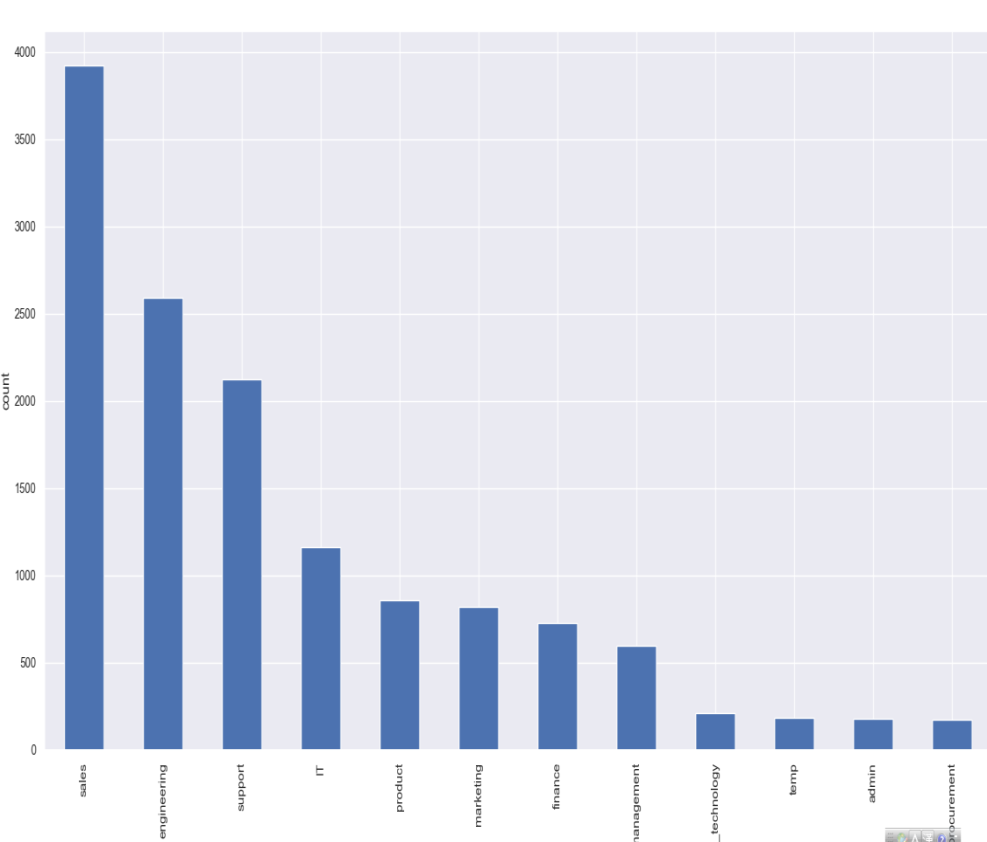 4000
3500
3000
2500
2000
1500
1000
500
0
count
sales
engineering
support
IT
product
marketing
finance
anagement
_technology
temp
admin
rocurement